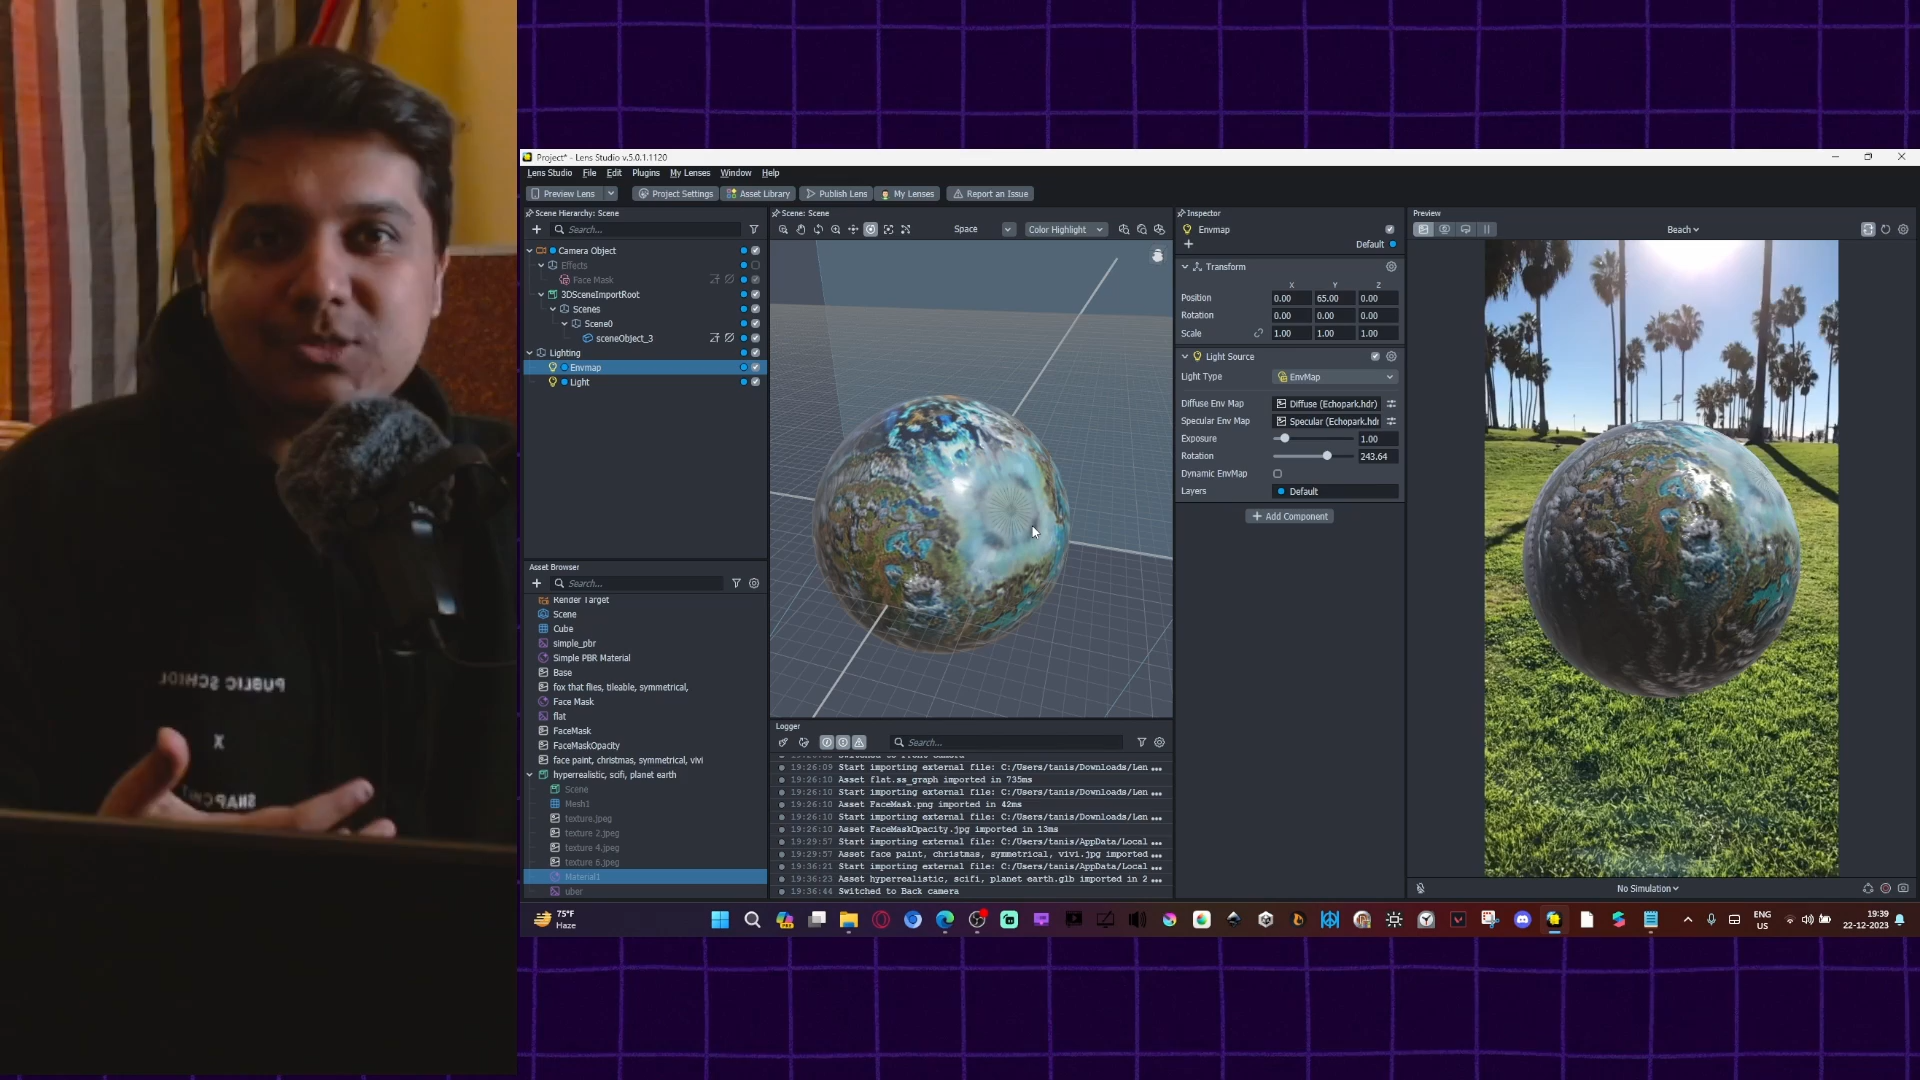 PUBLIC SCHOOL
X
SNAPCHAT
Project* - Lens Studio v.5.0.1.1120
Lens Studio File Edit Plugins My Lenses Window Help
Preview Lens Project Settings Asset Library Publish Lens My Lenses Report an Issue
Scene Hierarchy: Scene
Search...
Camera Object
Effects
Face Mask
3DSceneImportRoot
Scenes
Scene0
sceneObject_3
Lighting
Envmap
Light
Asset Browser
Search...
Render Target
Scene
Cube
simple_pbr
Simple PBR Material
Base
fox that flies, tileable, symmetrical,
Face Mask
flat
FaceMask
FaceMaskOpacity
face paint, christmas, symmetrical, vivi
hyperrealistic, scifi, planet earth
Scene
Mesh1
texture.jpeg
texture 2.jpeg
texture 4.jpeg
texture 6.jpeg
Material1
uber
Scene: Scene
Space Color Highlight
Logger
Search...
Switched to Front camera
19:26:09 Start importing external file: C:/Users/tanis/Downloads/Len ...
19:26:10 Asset flat.ss_graph imported in 735ms
19:26:10 Start importing external file: C:/Users/tanis/Downloads/Len ...
19:26:10 Asset FaceMask.png imported in 42ms
19:26:10 Start importing external file: C:/Users/tanis/Downloads/Len ...
19:26:10 Asset FaceMaskOpacity.jpg imported in 13ms
19:29:57 Start importing external file: C:/Users/tanis/AppData/Local ...
19:29:57 Asset face paint, christmas, symmetrical, vivi.jpg imported ...
19:36:21 Start importing external file: C:/Users/tanis/AppData/Local ...
19:36:23 Asset hyperrealistic, scifi, planet earth.glb imported in 2 ...
19:36:44 Switched to Back camera
Inspector
Envmap
Default
Transform
X Y Z
Position 0.00 65.00 0.00
Rotation 0.00 0.00 0.00
Scale 1.00 1.00 1.00
Light Source
Light Type EnvMap
Diffuse Env Map Diffuse (Echopark.hdr)
Specular Env Map Specular (Echopark.hdr
Exposure 1.00
Rotation 243.64
Dynamic EnvMap
Layers Default
+ Add Component
Preview
Beach
No Simulation
75°F
Haze
ENG
US
19:39
22-12-2023